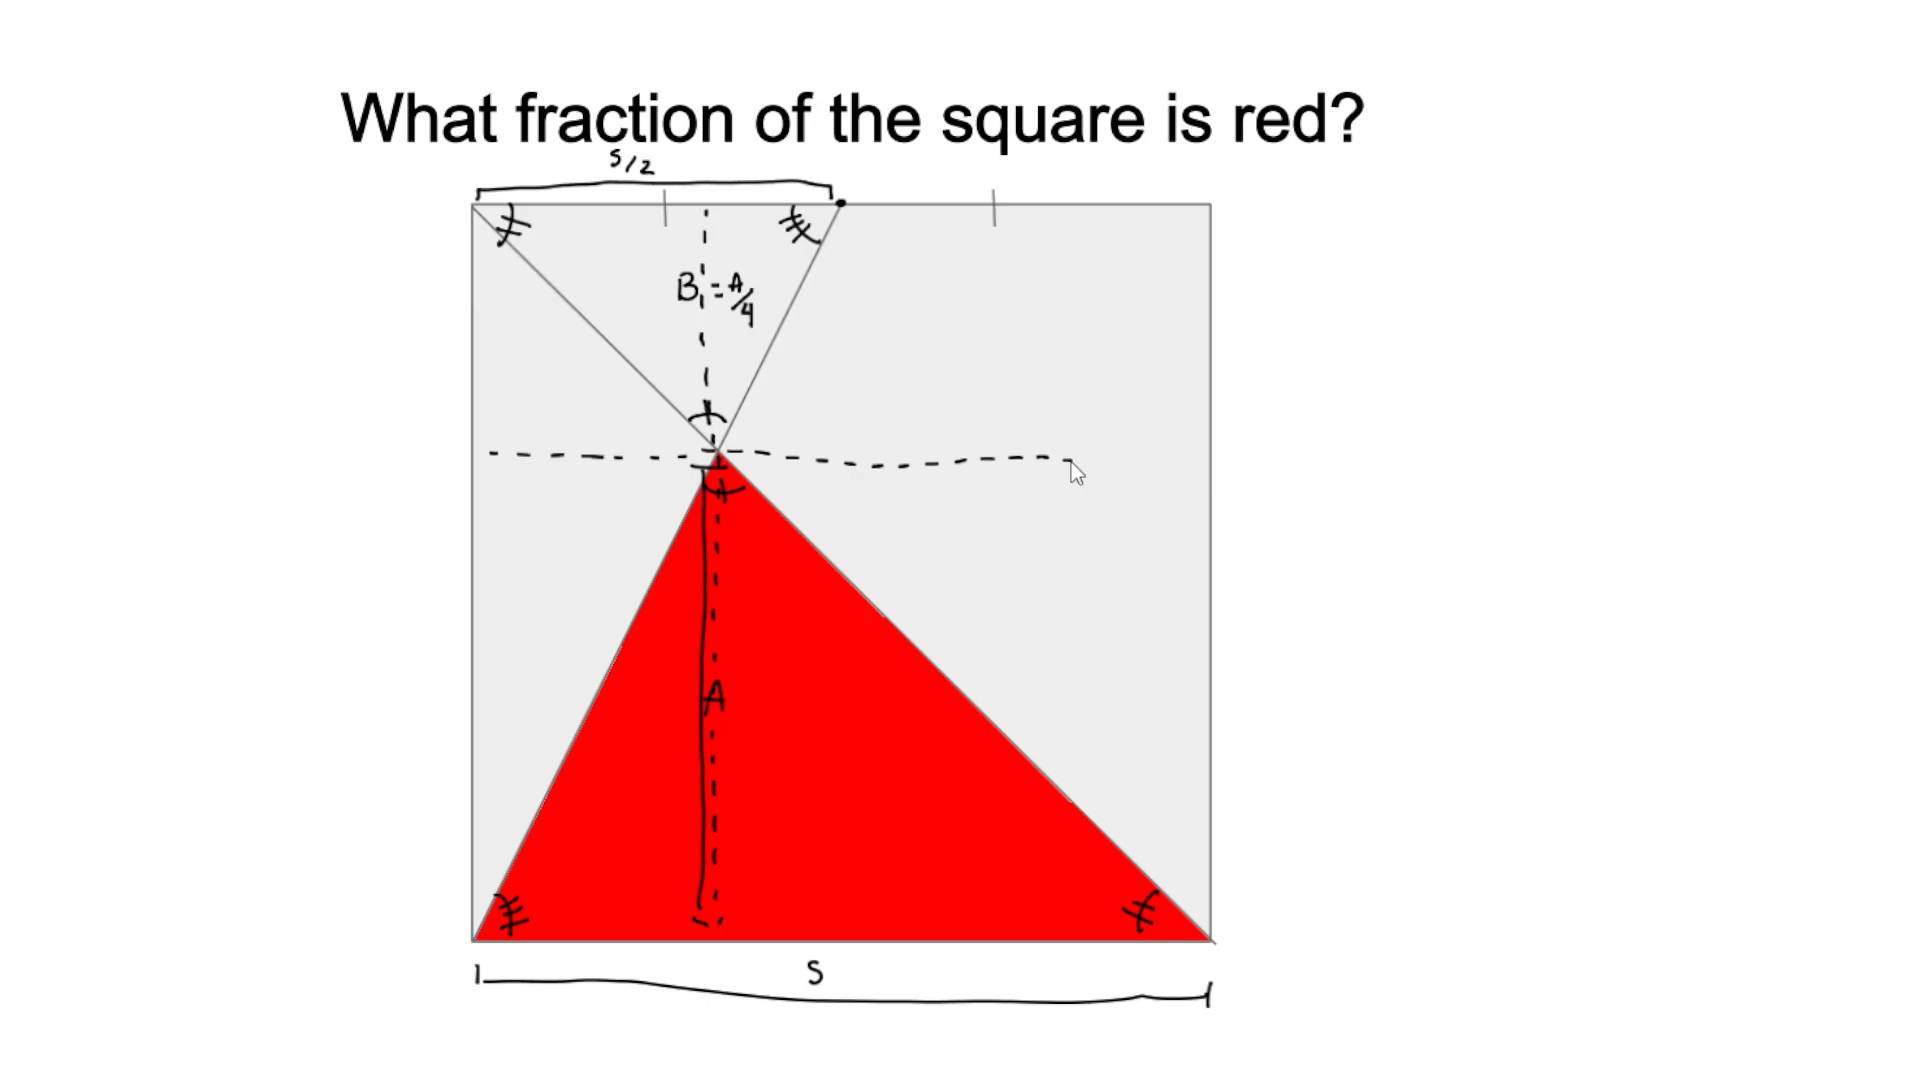 What fraction of the square is red?
S/2
B = A/4
A
S